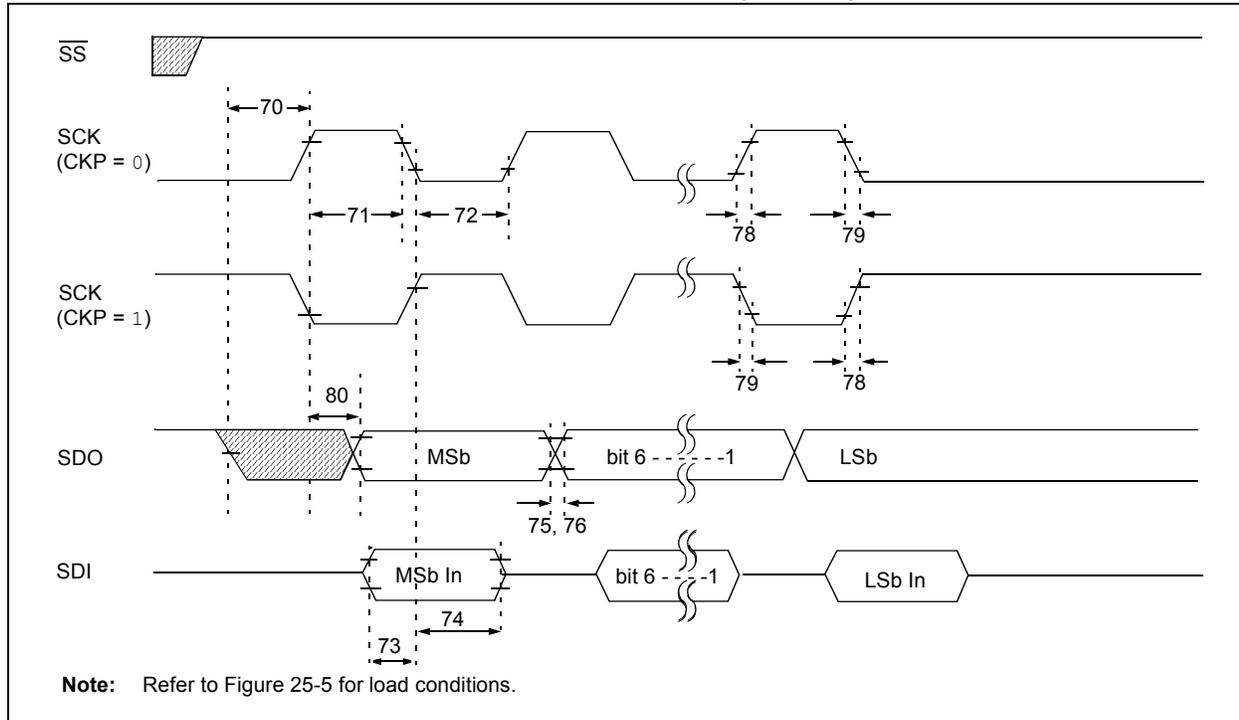 SS
70
SCK
(CKP = 0)
71
72
78
79
SCK
(CKP = 1)
79
78
80
SDO
MSb
bit 6 - - - - - -1
LSb
75, 76
SDI
MSb In
bit 6 - - - - -1
LSb In
74
73
Note: Refer to Figure 25-5 for load conditions.